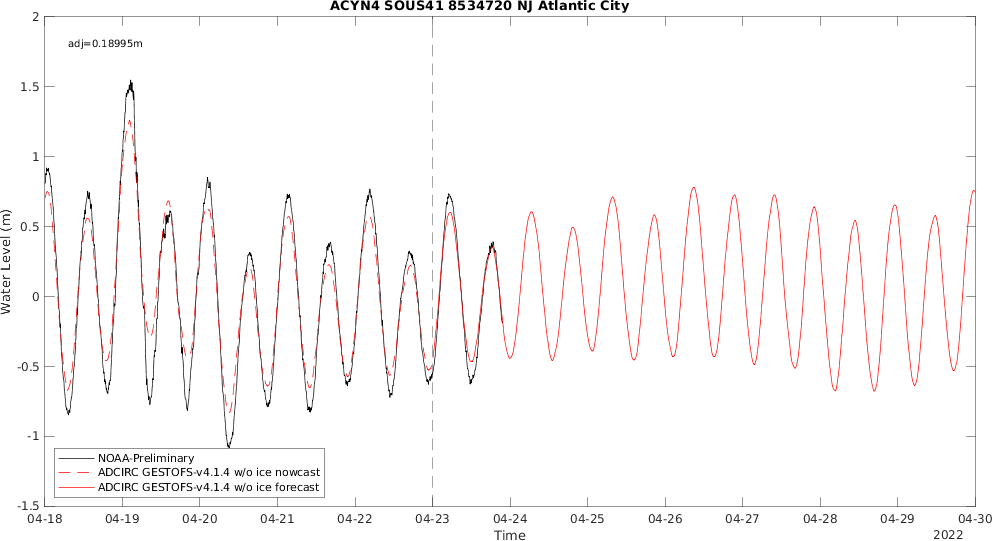 ACYN4 SOUS41 8534720 NJ Atlantic City
adj=0.18995m
2
1.5
1
0.5
0
-0.5
-1
-1.5
Water Level (m)
NOAA-Preliminary
ADCIRC GESTOFS-v4.1.4 w/o ice nowcast
ADCIRC GESTOFS-v4.1.4 w/o ice forecast
04-18 04-19 04-20 04-21 04-22 04-23 04-24 04-25 04-26 04-27 04-28 04-29 04-30
Time
2022